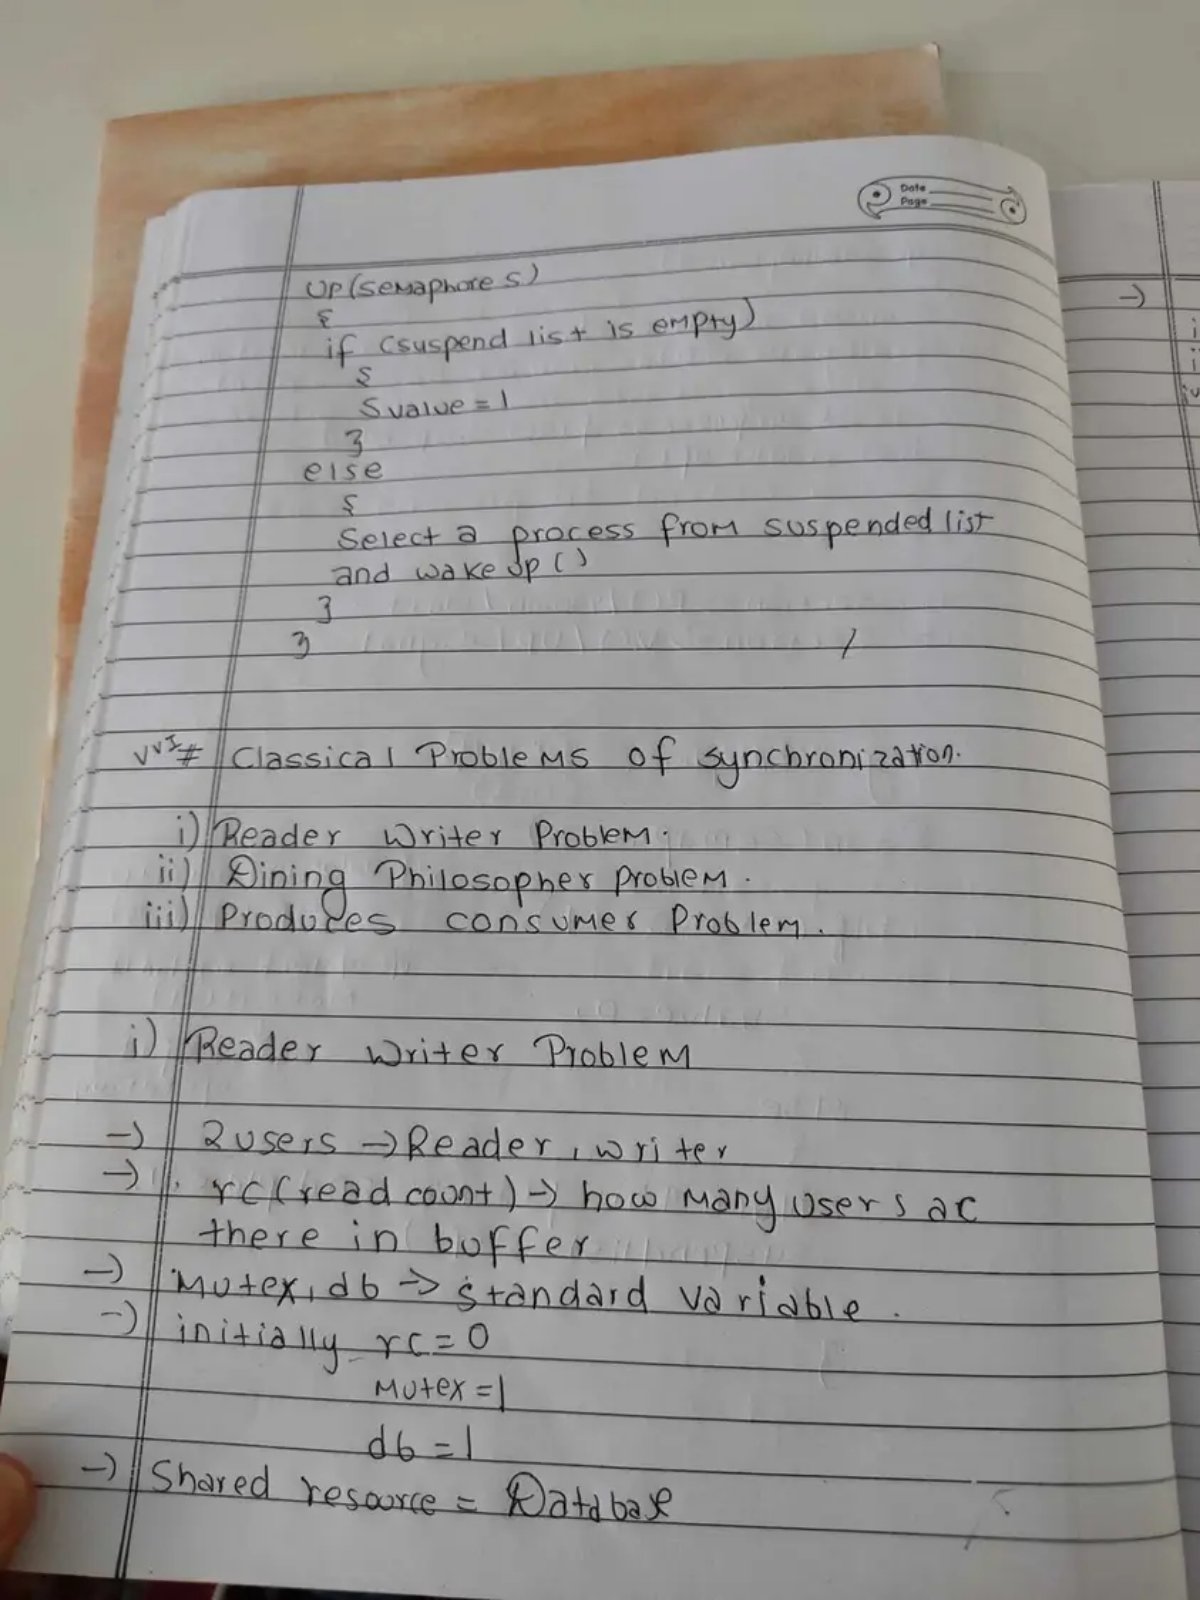 Date
Page
UP(semaphore s)
{
if (suspend list is empty)
{
S value = 1
}
else
{
Select a process from suspended list
and wake up ()
}
}
VVI # Classical Problems of synchronization.
i) Reader Writer Problem.
ii) Dining Philosopher problem.
iii) Produces consumer Problem.
i) Reader Writer Problem
→ 2 users → Reader, writer
→ rc (read count) → how many users ar
there in buffer
→ Mutex, db → standard variable.
→ initially rc = 0
Mutex = 1
db = 1
→ Shared resource = Database
→